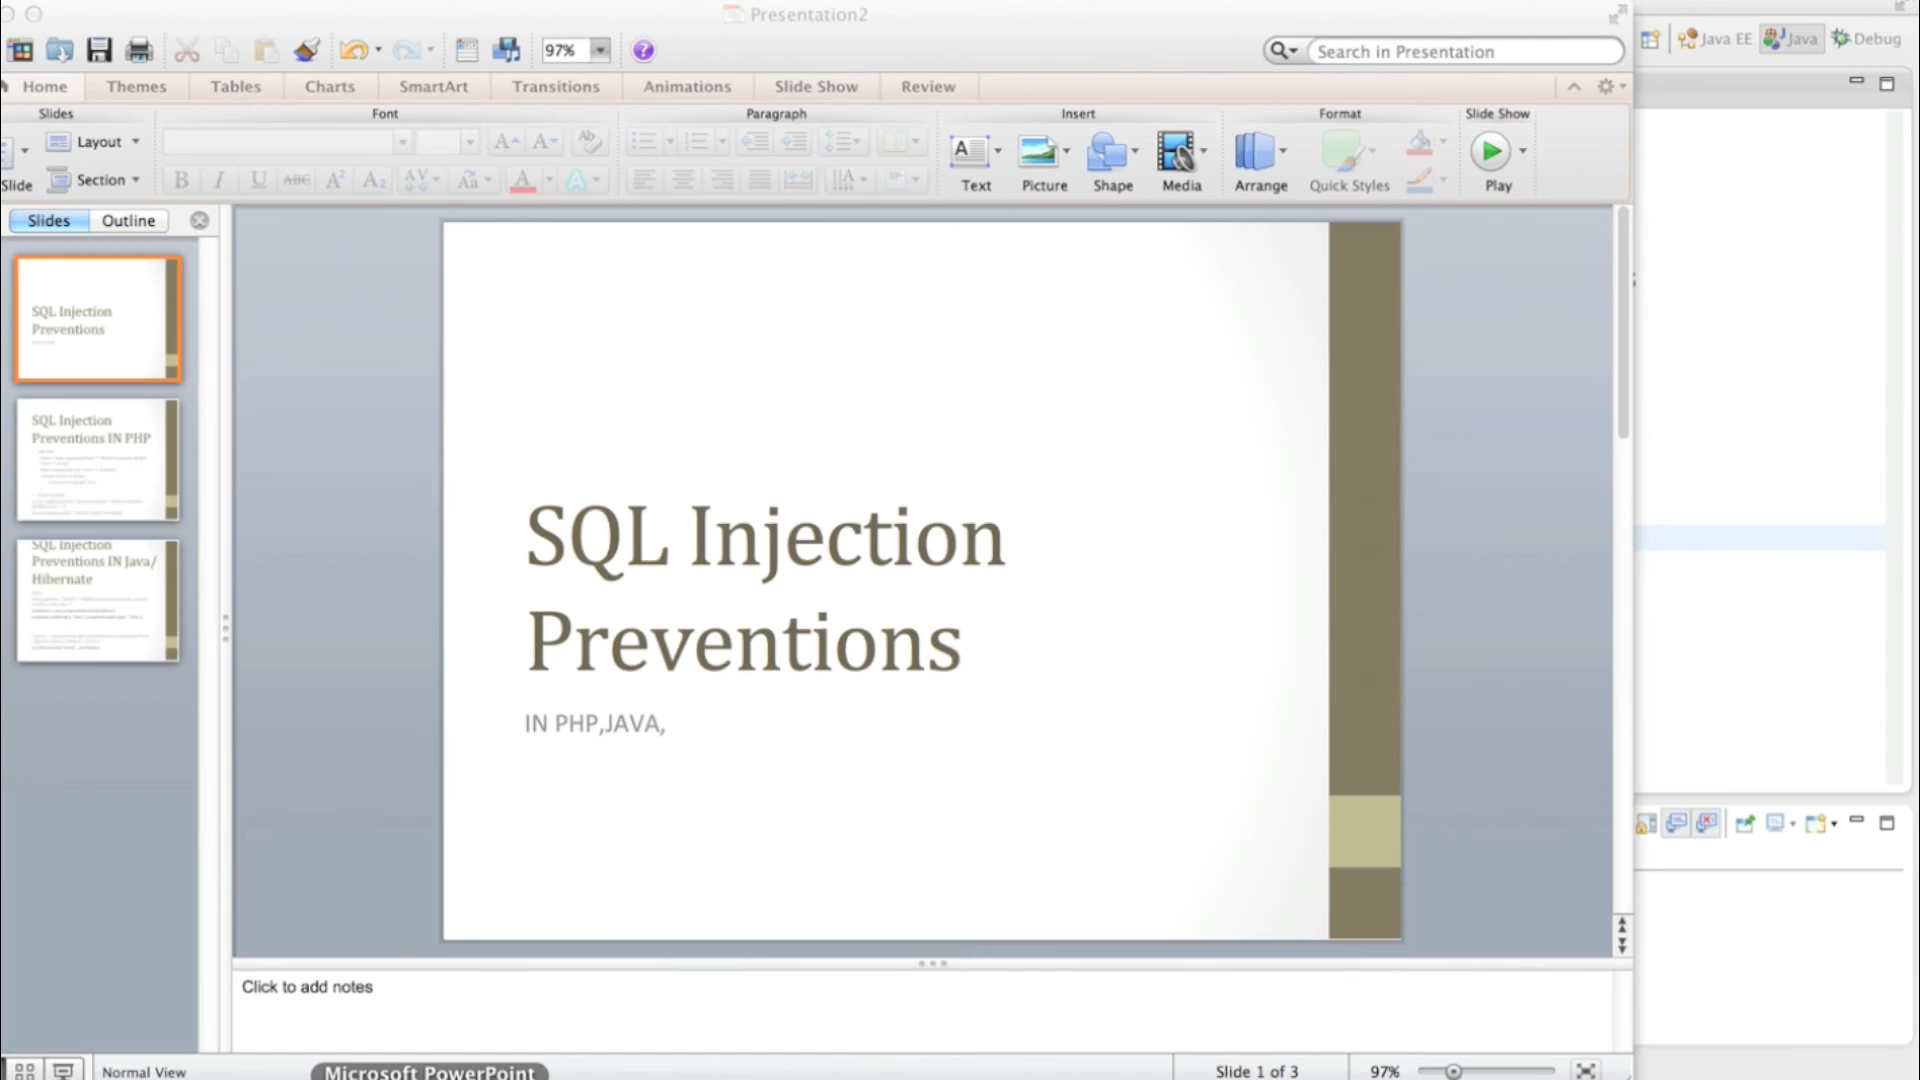 Presentation2
97%
Search in Presentation
Java EE
Java
Debug
Home
Themes
Tables
Charts
SmartArt
Transitions
Animations
Slide Show
Review
Slides
Font
Paragraph
Insert
Format
Slide Show
Layout
Slide
Section
Text
Picture
Shape
Media
Arrange
Quick Styles
Play
Slides
Outline
SQL Injection
Preventions
SQL Injection
Preventions IN PHP
SQL Injection
Preventions IN Java/
Hibernate
SQL Injection
Preventions
IN PHP,JAVA,
Click to add notes
Normal View
Microsoft PowerPoint
Slide 1 of 3
97%